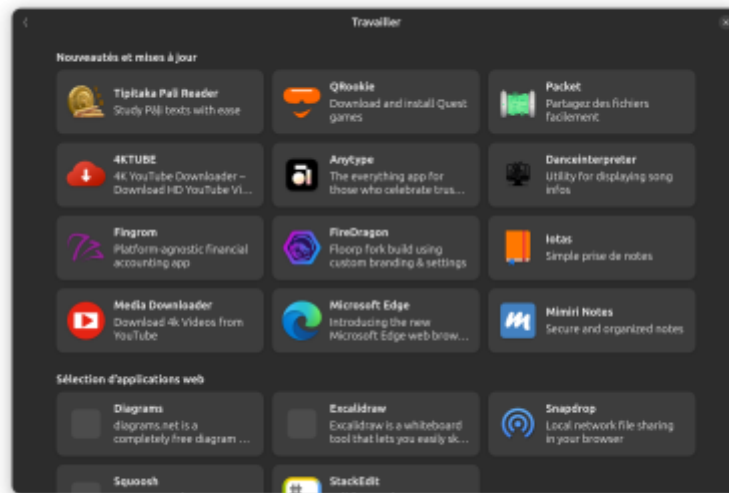 Travailler
Nouveautés et mises à jour
Tipitaka Pali Reader
Study Pāḷi texts with ease
QRookie
Download and install Quest
games
Packet
Partagez des fichiers
facilement
4KTUBE
4K YouTube Downloader –
Download HD YouTube Vi...
Anytype
The everything app for
those who celebrate trus...
Danceinterpreter
Utility for displaying song
infos
Fingrom
Platform-agnostic financial
accounting app
FireDragon
Floorp fork build using
custom branding & settings
Iotas
Simple prise de notes
Media Downloader
Download 4k Videos from
YouTube
Microsoft Edge
Introducing the new
Microsoft Edge web brow...
Mimiri Notes
Secure and organized notes
Sélection d'applications web
Diagrams
diagrams.net is a
completely free diagram ...
Excalidraw
Excalidraw is a whiteboard
tool that lets you easily sk...
Snapdrop
Local network file sharing
in your browser
Squoosh
StackEdit